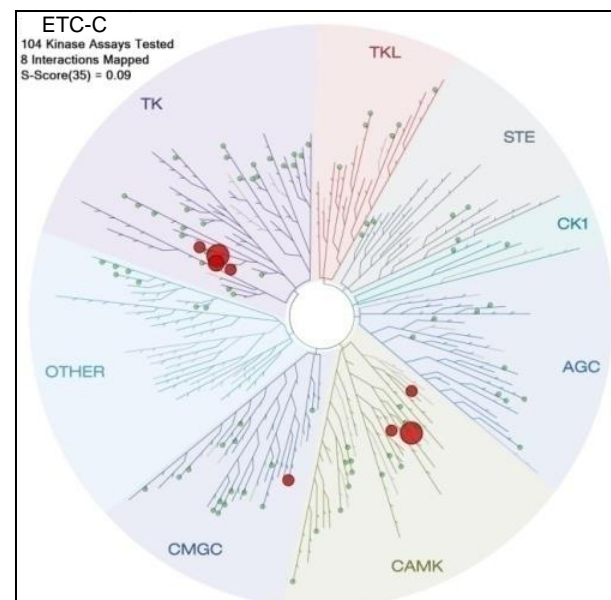 ETC-C
104 Kinase Assays Tested
8 Interactions Mapped
S-Score(35) = 0.09
TKL
TK
STE
CK1
AGC
OTHER
CMGC
CAMK